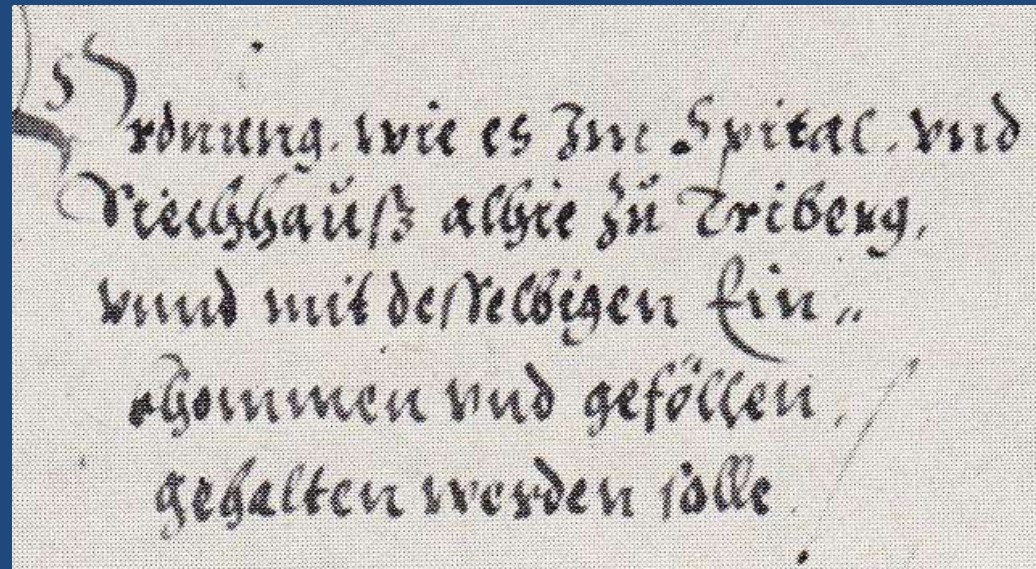 Ordnung. wie es Im Spital. vnd
Siechhauß alhie zu Triberg,
vnnd mit desselbigen Ein„
khommen vnd geföllen,
gehalten werden solle.